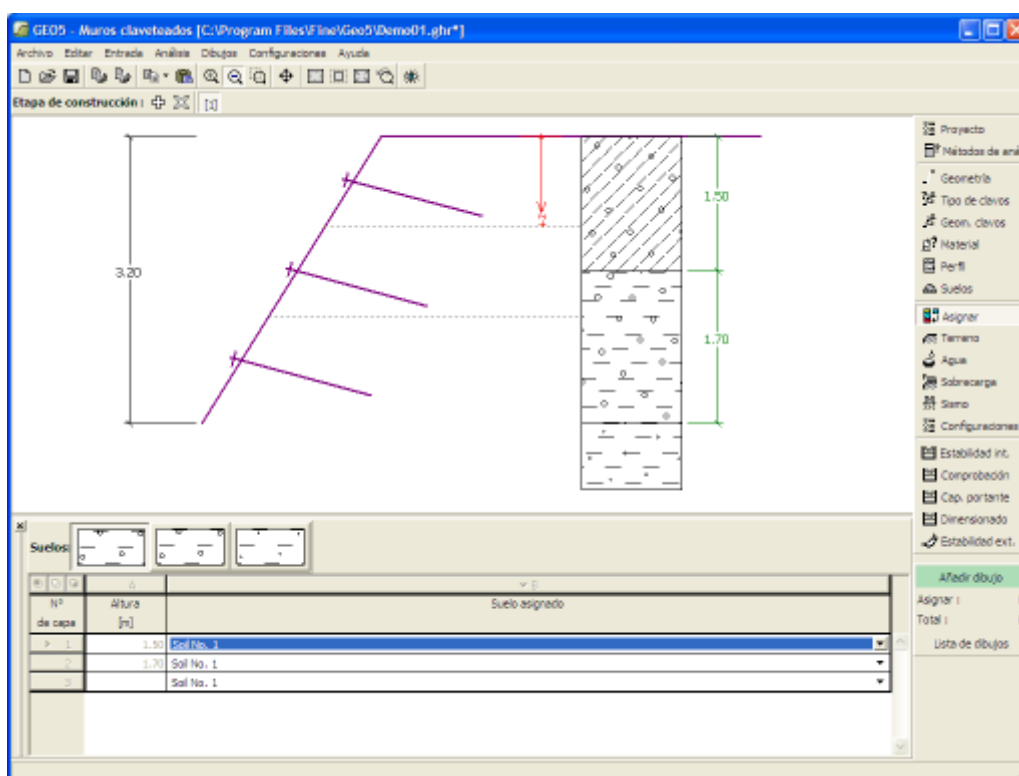 GEO5 - Muros claveteados [C:\Program Files\Fine\Geo5\Demo01.ghr*]
Archivo Editar Entrada Análisis Dibujos Configuraciones Ayuda
Etapa de construcción : [1]
3.20
+z
1.50
1.70
Proyecto
Métodos de aná
Geometría
Tipo de clavos
Geom. clavos
Material
Perfil
Suelos
Asignar
Terreno
Agua
Sobrecarga
Sismo
Configuraciones
Estabilidad int.
Comprobación
Cap. portante
Dimensionado
Estabilidad ext.
Añadir dibujo
Asignar :
Total :
Lista de dibujos
Suelos:
Nº de capa
Altura [m]
Suelo asignado
1 1.50 Soil No. 1
2 1.70 Soil No. 1
3 Soil No. 1